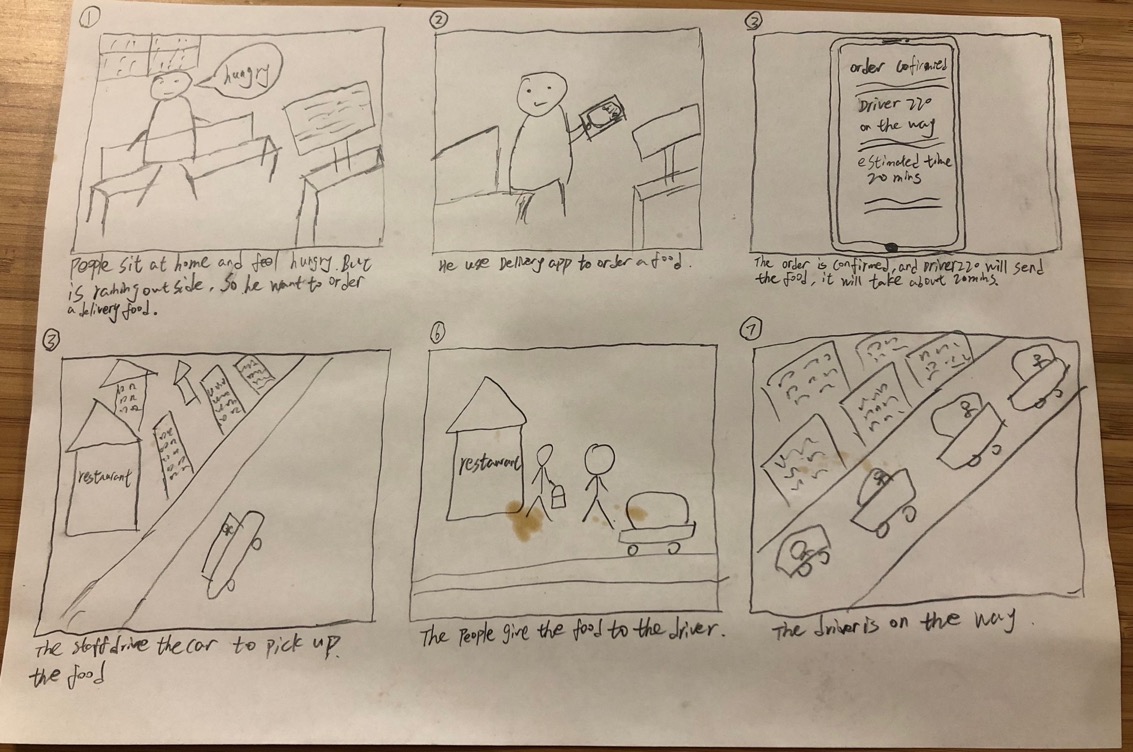 ①
hungry
People sit at home and feel hungry. But
is raining outside, So he want to order
a delivery food.
②
He use Delivery app to order a food.
③
order cofirmied
Driver 220
on the way
estimated time
20 mins
The order is confirmed, and Driver 220 will send
the food, it will take about 20mins.
③
restaurant
The staff drive the car to pick up
the food
⑥
restaurant
The People give the food to the driver.
⑦
The driver is on the way.